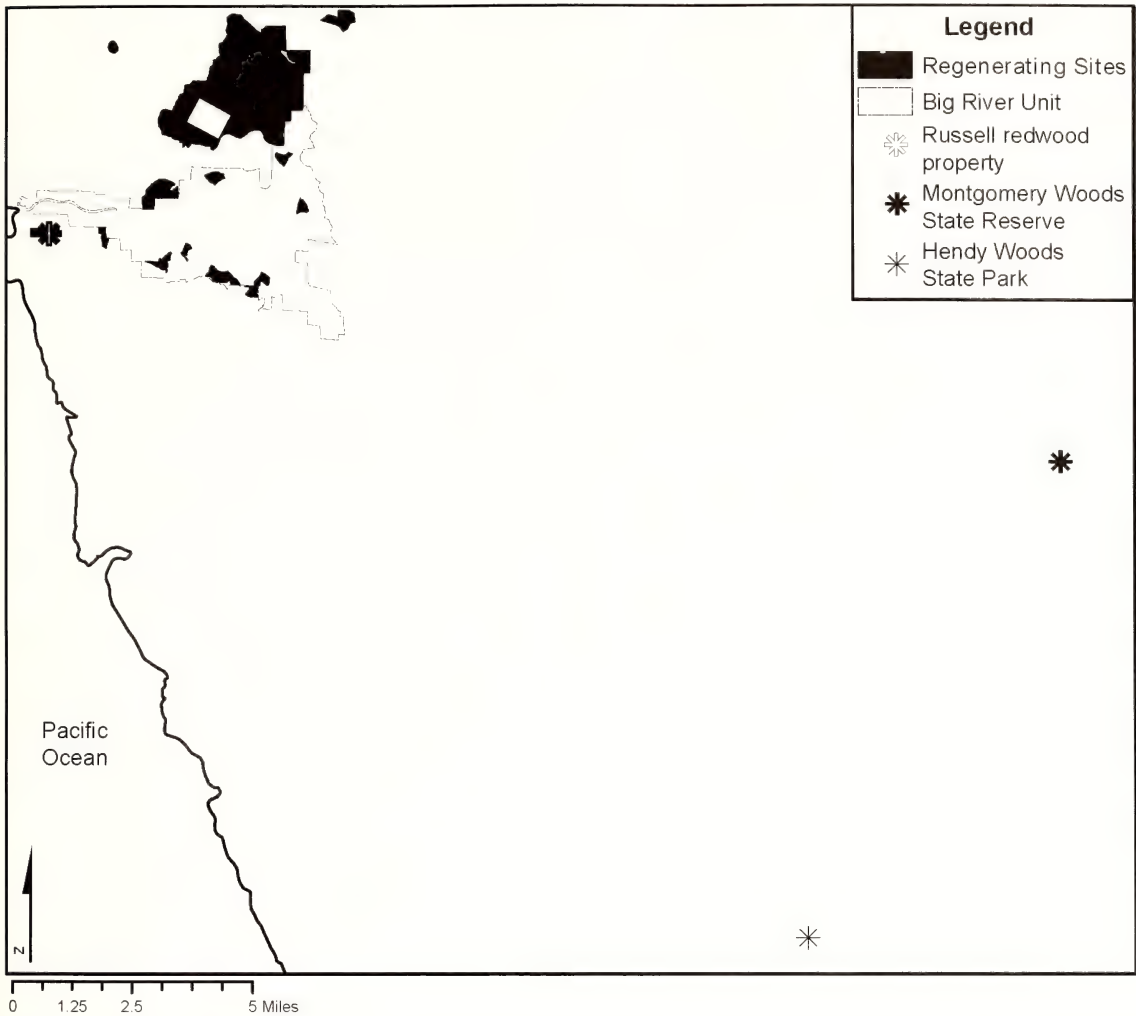 Legend
Regenerating Sites
Big River Unit
Russell redwood
property
Montgomery Woods
State Reserve
Hendy Woods
State Park
Pacific
Ocean
N
0 1.25 2.5 5 Miles